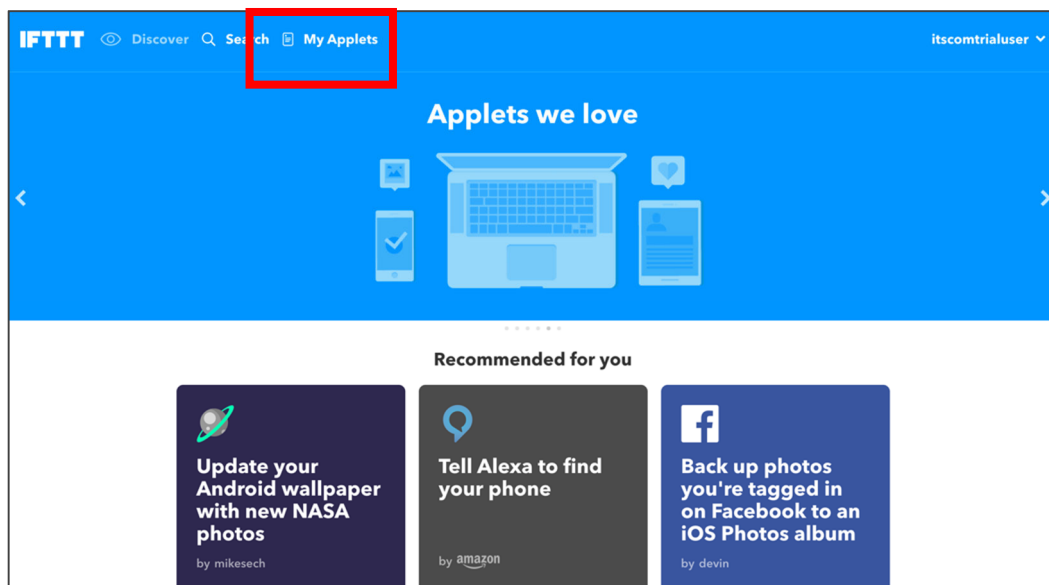 IFTTT Discover Search My Applets itscomtrialuser
Applets we love
Recommended for you
Update your
Android wallpaper
with new NASA
photos
by mikesech
Tell Alexa to find
your phone
by amazon
Back up photos
you're tagged in
on Facebook to an
iOS Photos album
by devin